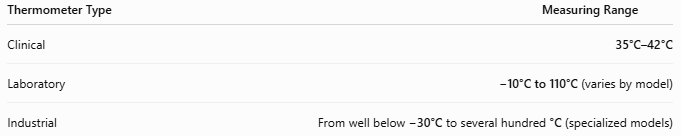 Thermometer Type Measuring Range
Clinical 35°C–42°C
Laboratory −10°C to 110°C (varies by model)
Industrial From well below −30°C to several hundred °C (specialized models)